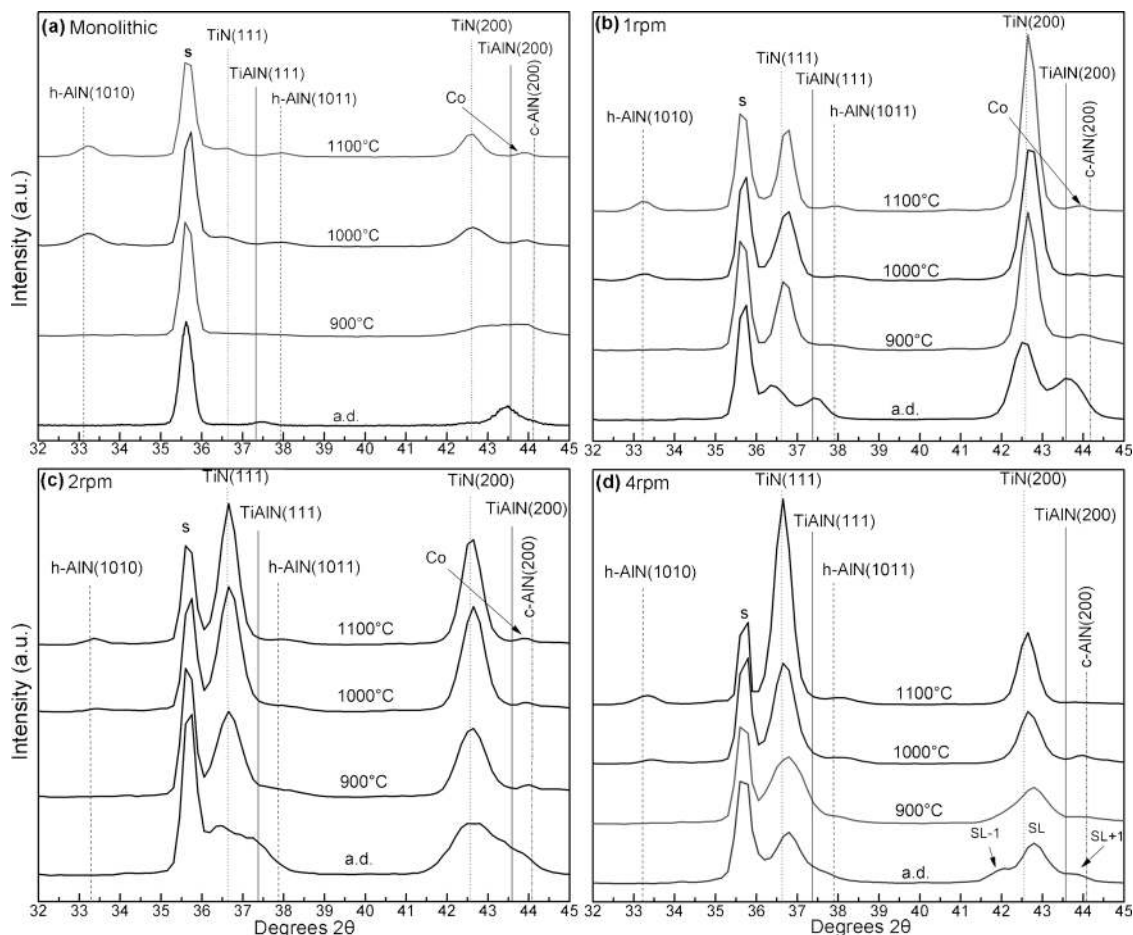 (a) Monolithic
TiN(111)
TiN(200)
TiAlN(200)
s
TiAlN(111)
h-AlN(1010)
h-AlN(1011)
Co
c-AlN(200)
1100°C
1000°C
900°C
a.d.
Intensity (a.u.)
32 33 34 35 36 37 38 39 40 41 42 43 44 45
(b) 1rpm
TiN(200)
TiN(111)
TiAlN(111)
TiAlN(200)
s
h-AlN(1010)
h-AlN(1011)
Co
c-AlN(200)
1100°C
1000°C
900°C
a.d.
32 33 34 35 36 37 38 39 40 41 42 43 44 45
(c) 2rpm
TiN(111)
TiN(200)
TiAlN(111)
TiAlN(200)
s
h-AlN(1010)
h-AlN(1011)
Co
c-AlN(200)
1100°C
1000°C
900°C
a.d.
Intensity (a.u.)
32 33 34 35 36 37 38 39 40 41 42 43 44 45
Degrees 2θ
(d) 4rpm
TiN(111)
TiN(200)
TiAlN(111)
TiAlN(200)
h-AlN(1010)
h-AlN(1011)
s
c-AlN(200)
1100°C
1000°C
900°C
SL-1
SL
SL+1
a.d.
32 33 34 35 36 37 38 39 40 41 42 43 44 45
Degrees 2θ